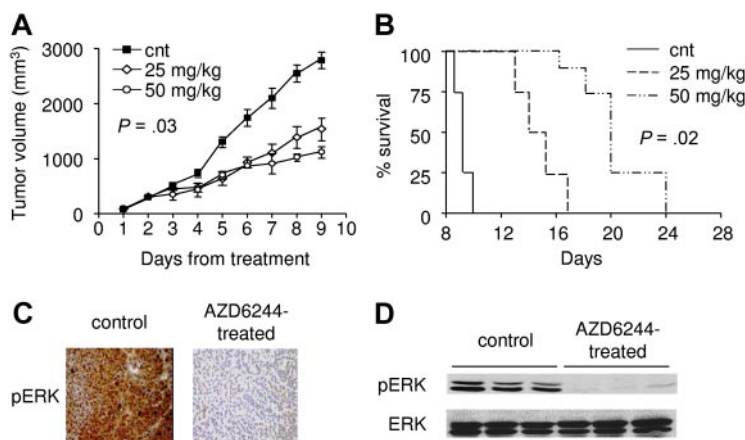 A
Tumor volume (mm³)
3000
2000
1000
0
cnt
25 mg/kg
50 mg/kg
P = .03
0 1 2 3 4 5 6 7 8 9 10
Days from treatment
B
% survival
100
75
50
25
0
cnt
25 mg/kg
50 mg/kg
P = .02
8 12 16 20 24 28
Days
C
control
AZD6244-
treated
pERK
D
control
AZD6244-
treated
pERK
ERK